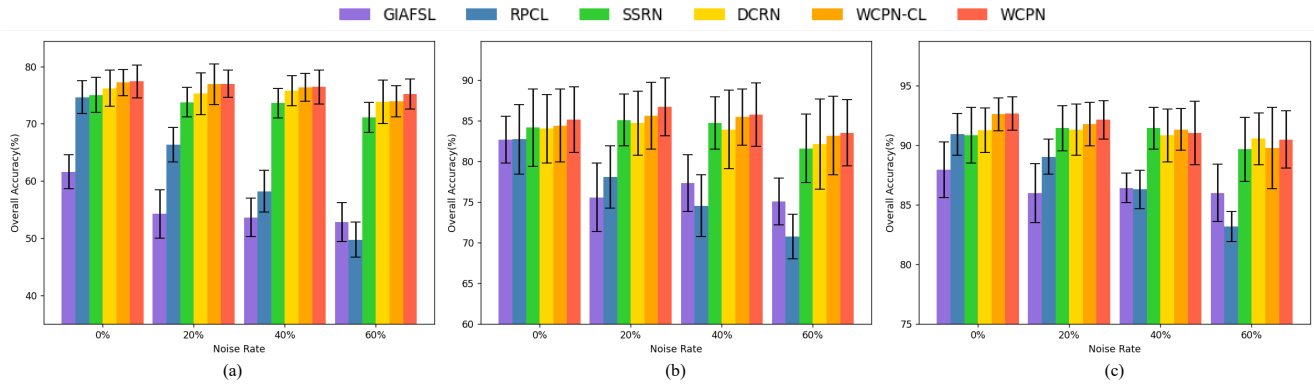 GIAFSL RPCL SSRN DCRN WCPN-CL WCPN
Overall Accuracy(%)
80
70
60
50
40
0% 20% 40% 60%
Noise Rate
(a)
Overall Accuracy(%)
90
85
80
75
70
65
60
0% 20% 40% 60%
Noise Rate
(b)
Overall Accuracy(%)
95
90
85
80
75
0% 20% 40% 60%
Noise Rate
(c)